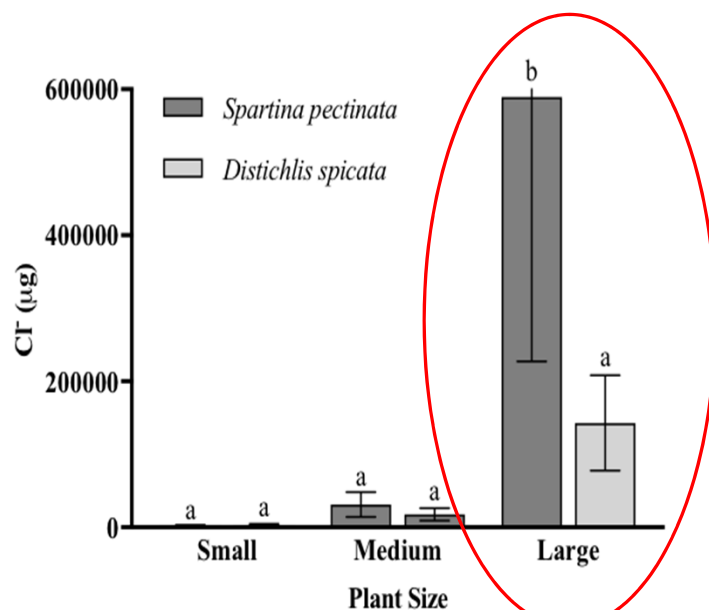 b
600000
Spartina pectinata
Distichlis spicata
400000
Cl⁻ (µg)
a
200000
a
a
a
a
0
Small
Medium
Large
Plant Size